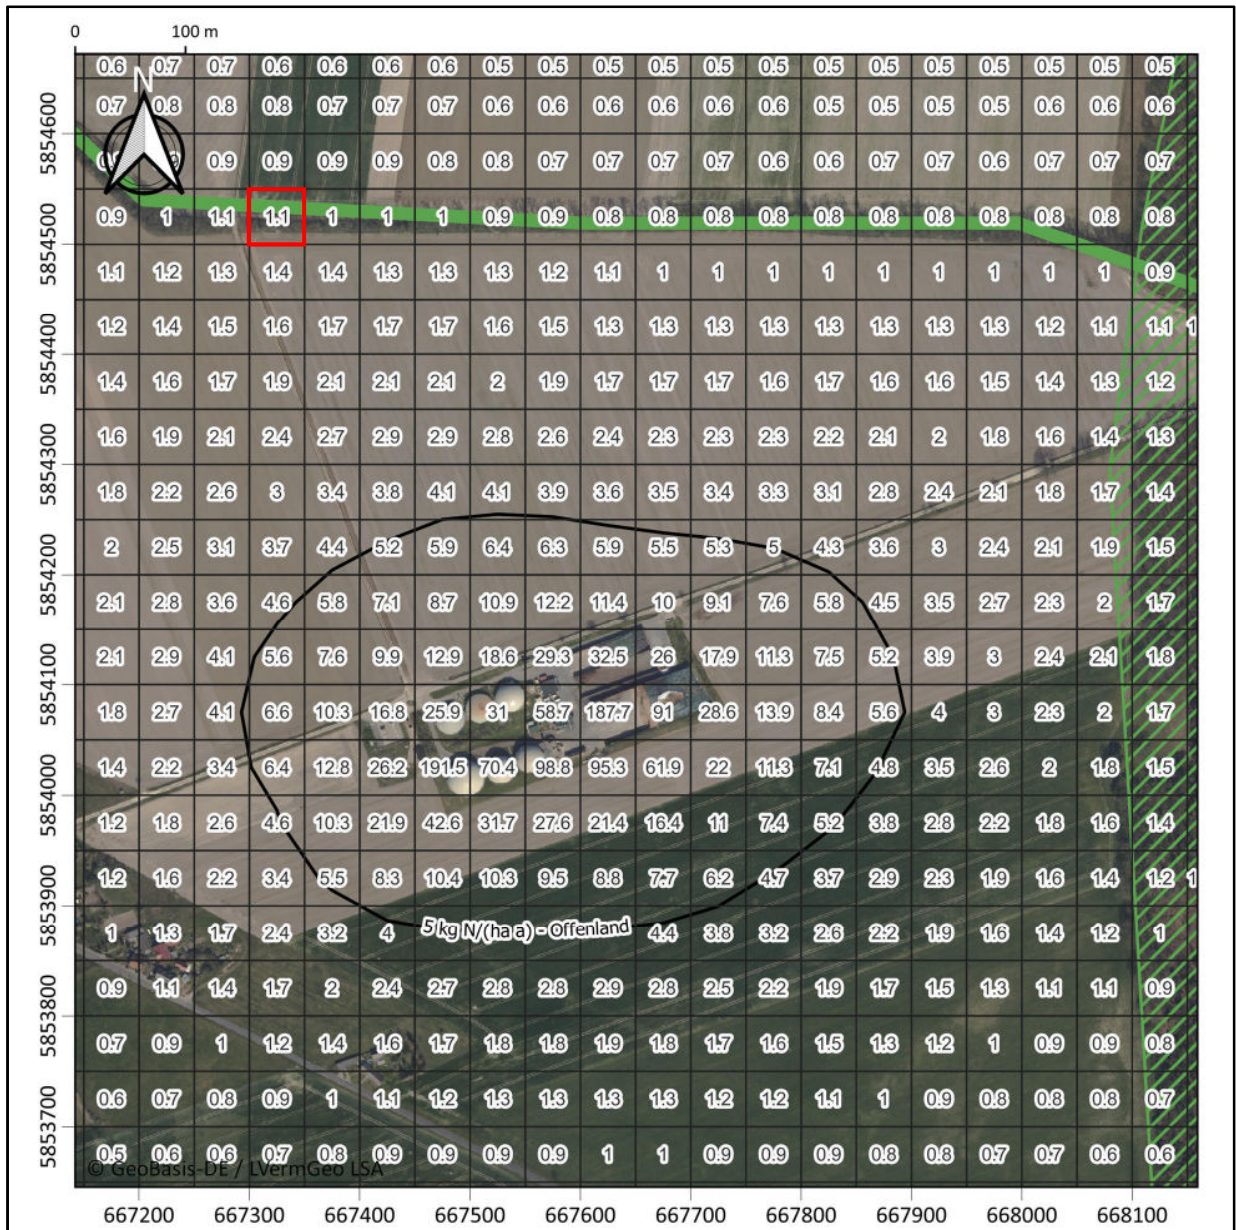 0 100 m
N
0.6 0.7 0.7 0.6 0.6 0.6 0.6 0.5 0.5 0.5 0.5 0.5 0.5 0.5 0.5 0.5 0.5 0.5 0.5 0.5
5854600 0.7 0.8 0.8 0.8 0.7 0.7 0.7 0.6 0.6 0.6 0.6 0.6 0.6 0.5 0.5 0.5 0.5 0.6 0.6 0.6
0.9 0.9 0.9 0.9 0.8 0.8 0.7 0.7 0.7 0.7 0.6 0.6 0.7 0.7 0.6 0.7 0.7 0.7
5854500 0.9 1 1.1 1.1 1 1 1 0.9 0.9 0.8 0.8 0.8 0.8 0.8 0.8 0.8 0.8 0.8 0.8 0.8
1.1 1.2 1.3 1.4 1.4 1.3 1.3 1.3 1.2 1.1 1 1 1 1 1 1 1 1 1 0.9
5854400 1.2 1.4 1.5 1.6 1.7 1.7 1.7 1.6 1.5 1.3 1.3 1.3 1.3 1.3 1.3 1.3 1.3 1.2 1.1 1.1 1
1.4 1.6 1.7 1.9 2.1 2.1 2.1 2 1.9 1.7 1.7 1.7 1.6 1.7 1.6 1.6 1.5 1.4 1.3 1.2
5854300 1.6 1.9 2.1 2.4 2.7 2.9 2.9 2.8 2.6 2.4 2.3 2.3 2.3 2.2 2.1 2 1.8 1.6 1.4 1.3
1.8 2.2 2.6 3 3.4 3.8 4.1 4.1 3.9 3.6 3.5 3.4 3.3 3.1 2.8 2.4 2.1 1.8 1.7 1.4
5854200 2 2.5 3.1 3.7 4.4 5.2 5.9 6.4 6.3 5.9 5.5 5.3 5 4.3 3.6 3 2.4 2.1 1.9 1.5
2.1 2.8 3.6 4.6 5.8 7.1 8.7 10.9 12.2 11.4 10 9.1 7.6 5.8 4.5 3.5 2.7 2.3 2 1.7
5854100 2.1 2.9 4.1 5.6 7.6 9.9 12.9 18.6 29.3 32.5 26 17.9 11.3 7.5 5.2 3.9 3 2.4 2.1 1.8
1.8 2.7 4.1 6.6 10.3 16.8 25.9 31 58.7 187.7 91 28.6 13.9 8.4 5.6 4 3 2.3 2 1.7
5854000 1.4 2.2 3.4 6.4 12.8 26.2 191.5 70.4 98.8 95.3 61.9 22 11.3 7.1 4.8 3.5 2.6 2 1.8 1.5
1.2 1.8 2.6 4.6 10.3 21.9 42.6 31.7 27.6 21.4 16.4 11 7.4 5.2 3.8 2.8 2.2 1.8 1.6 1.4
5853900 1.2 1.6 2.2 3.4 5.5 8.3 10.4 10.3 9.5 8.8 7.7 6.2 4.7 3.7 2.9 2.3 1.9 1.6 1.4 1.2 1
1 1.3 1.7 2.4 3.2 4 5 kg N/(ha a) - Offenland 4.4 3.8 3.2 2.6 2.2 1.9 1.6 1.4 1.2 1
5853800 0.9 1.1 1.4 1.7 2 2.4 2.7 2.8 2.8 2.9 2.8 2.5 2.2 1.9 1.7 1.5 1.3 1.1 1.1 0.9
0.7 0.9 1 1.2 1.4 1.6 1.7 1.8 1.8 1.9 1.8 1.7 1.6 1.5 1.3 1.2 1 0.9 0.9 0.8
5853700 0.6 0.7 0.8 0.9 1 1.1 1.2 1.3 1.3 1.3 1.3 1.2 1.2 1.1 1 0.9 0.8 0.8 0.8 0.7
0.5 0.6 0.6 0.7 0.8 0.9 0.9 0.9 0.9 1 1 0.9 0.9 0.9 0.8 0.8 0.7 0.7 0.6 0.6
© GeoBasis-DE / LVermGeo LSA
667200 667300 667400 667500 667600 667700 667800 667900 668000 668100